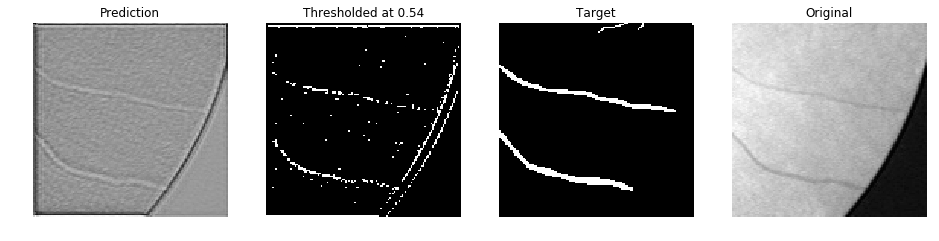 Prediction
Thresholded at 0.54
Target
Original